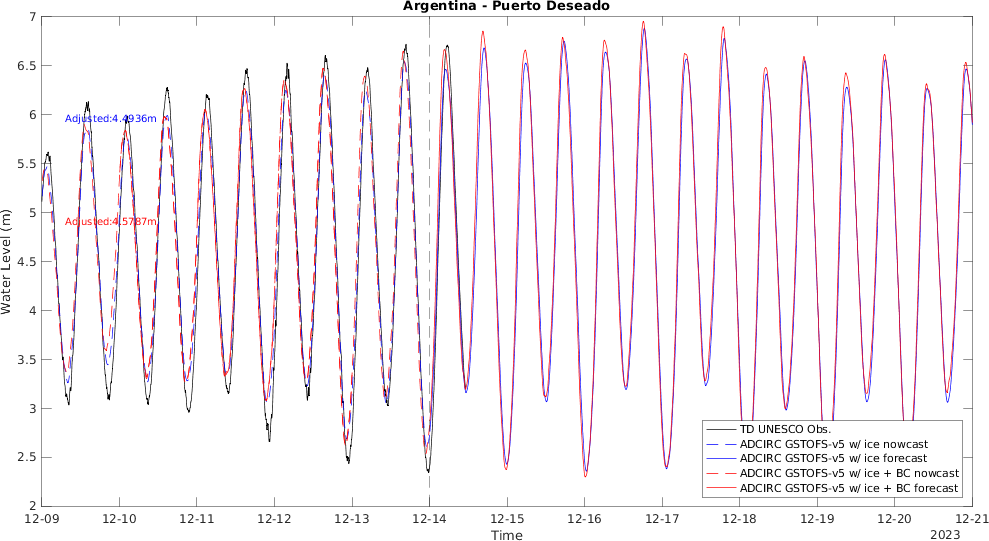 Argentina - Puerto Deseado
7
6.5
6
5.5
5
4.5
4
3.5
3
2.5
2
Water Level (m)
Adjusted:4.4936m
Adjusted:4.5787m
TD UNESCO Obs.
ADCIRC GSTOFS-v5 w/ ice nowcast
ADCIRC GSTOFS-v5 w/ ice forecast
ADCIRC GSTOFS-v5 w/ ice + BC nowcast
ADCIRC GSTOFS-v5 w/ ice + BC forecast
12-09 12-10 12-11 12-12 12-13 12-14 12-15 12-16 12-17 12-18 12-19 12-20 12-21
Time
2023